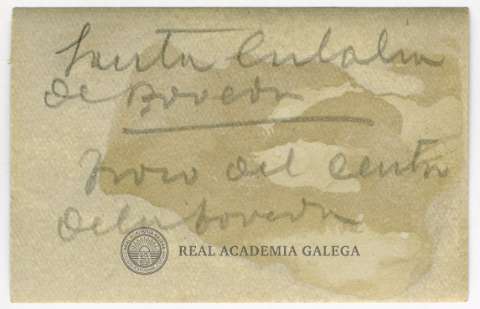 Santa Eulalia
de Boveda
Trozo del centro
de la boveda
REAL ACADEMIA GALEGA